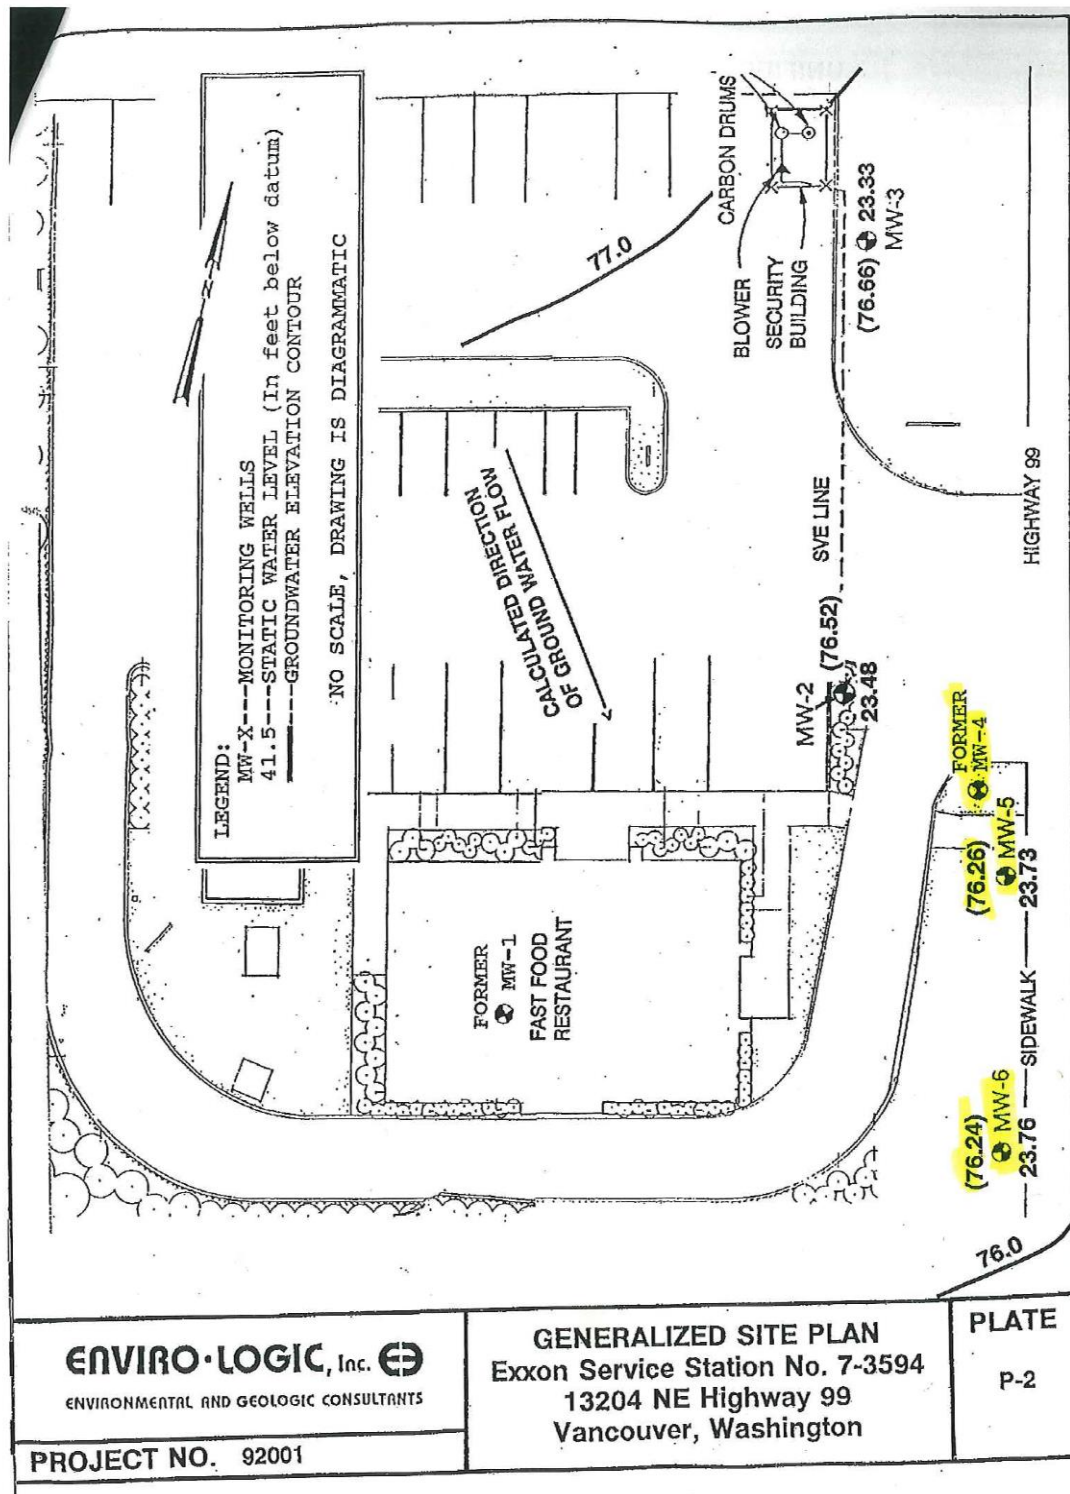 LEGEND:
MW-X---MONITORING WELLS
41.5---STATIC WATER LEVEL (In feet below datum)
---GROUNDWATER ELEVATION CONTOUR
NO SCALE, DRAWING IS DIAGRAMMATIC
N
77.0
CARBON DRUMS
BLOWER
SECURITY
BUILDING
(76.66) 23.33
MW-3
CALCULATED DIRECTION
OF GROUND WATER FLOW
SVE LINE
HIGHWAY 99
MW-2
(76.52)
23.48
FORMER
MW-4
(76.26)
MW-5
23.73
FORMER
MW-1
FAST FOOD
RESTAURANT
SIDEWALK
(76.24)
MW-6
23.76
76.0
ENVIRO·LOGIC, Inc.
ENVIRONMENTAL AND GEOLOGIC CONSULTANTS
PROJECT NO. 92001
GENERALIZED SITE PLAN
Exxon Service Station No. 7-3594
13204 NE Highway 99
Vancouver, Washington
PLATE
P-2